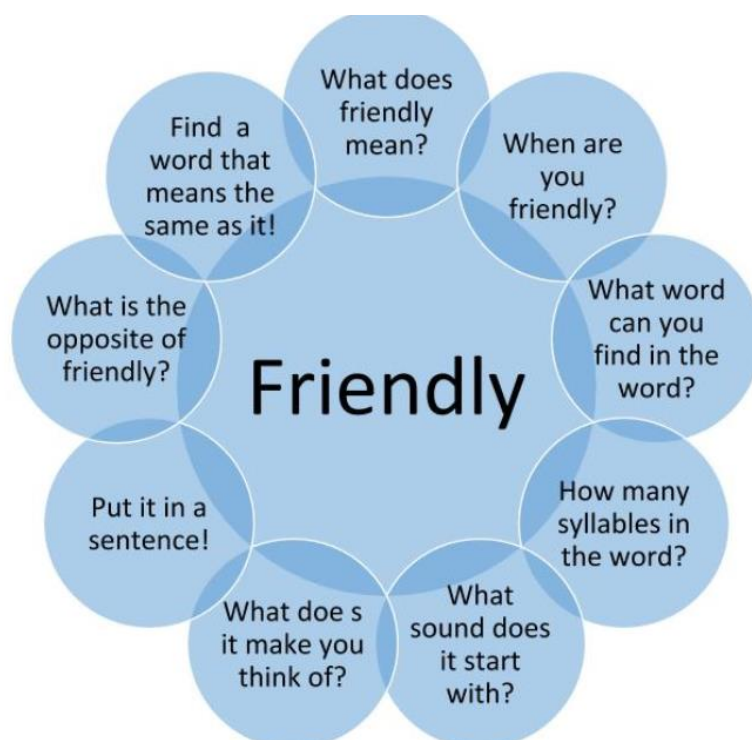 What does
friendly
mean?
When are
you
friendly?
What word
can you
find in the
word?
How many
syllables in
the word?
What
sound does
it start
with?
What doe s
it make you
think of?
Put it in a
sentence!
What is the
opposite of
friendly?
Find a
word that
means the
same as it!
Friendly